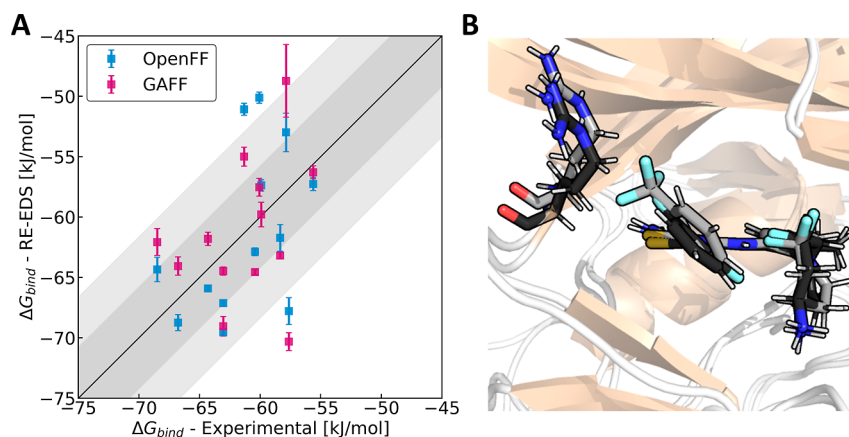 A
B
−45
−50
−55
−60
−65
−70
−75
OpenFF
GAFF
ΔG_bind - RE-EDS [kJ/mol]
−75 −70 −65 −60 −55 −50 −45
ΔG_bind - Experimental [kJ/mol]